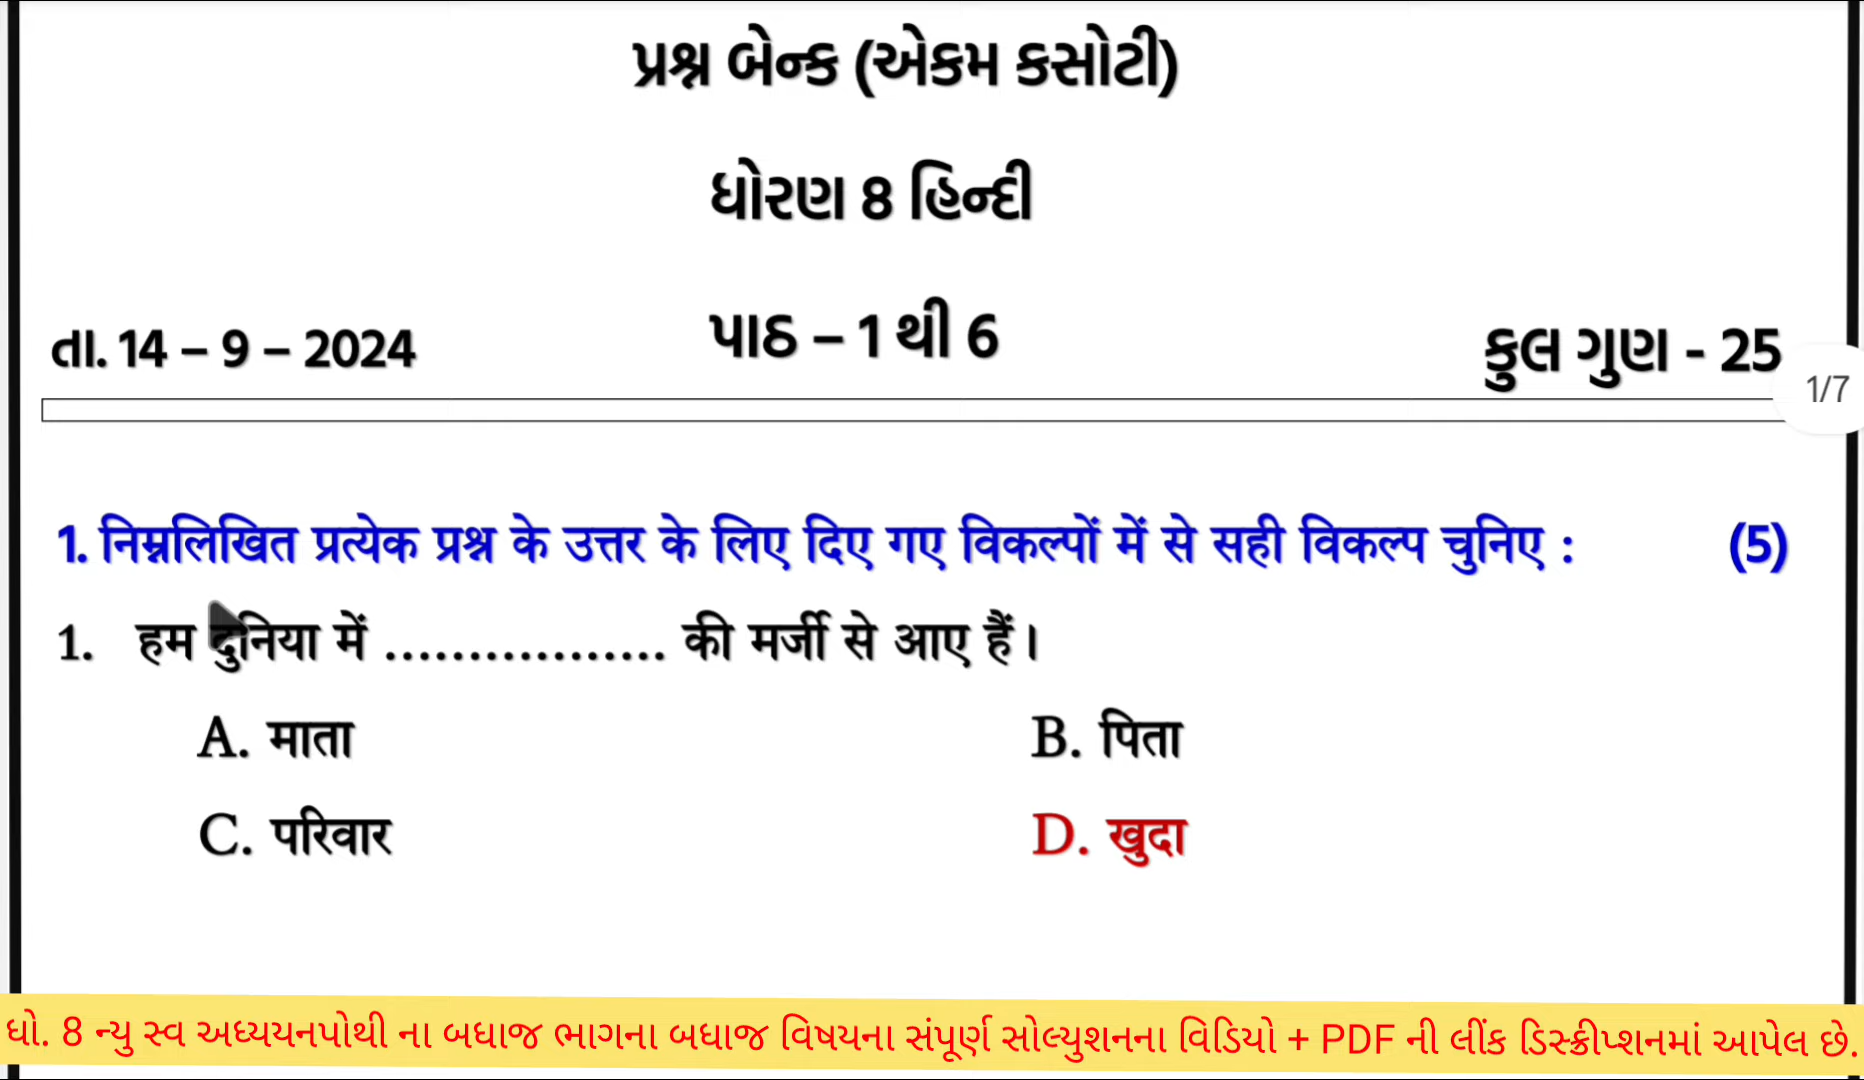 પ્રશ્ન બેન્ક (એકમ કસોટી)
ધોરણ 8 હિન્દી
તા. 14 – 9 – 2024 પાઠ – 1 થી 6 કુલ ગુણ - 25
1/7
1. निम्नलिखित प्रत्येक प्रश्न के उत्तर के लिए दिए गए विकल्पों में से सही विकल्प चुनिए : (5)
1. हम दुनिया में ................. की मर्जी से आए हैं।
A. माता B. पिता
C. परिवार D. खुदा
ધો. 8 ન્યુ સ્વ અધ્યયનપોથી ના બધાજ ભાગના બધાજ વિષયના સંપૂર્ણ સોલ્યુશનના વિડિયો + PDF ની લીંક ડિસ્ક્રીપ્શનમાં આપેલ છે.